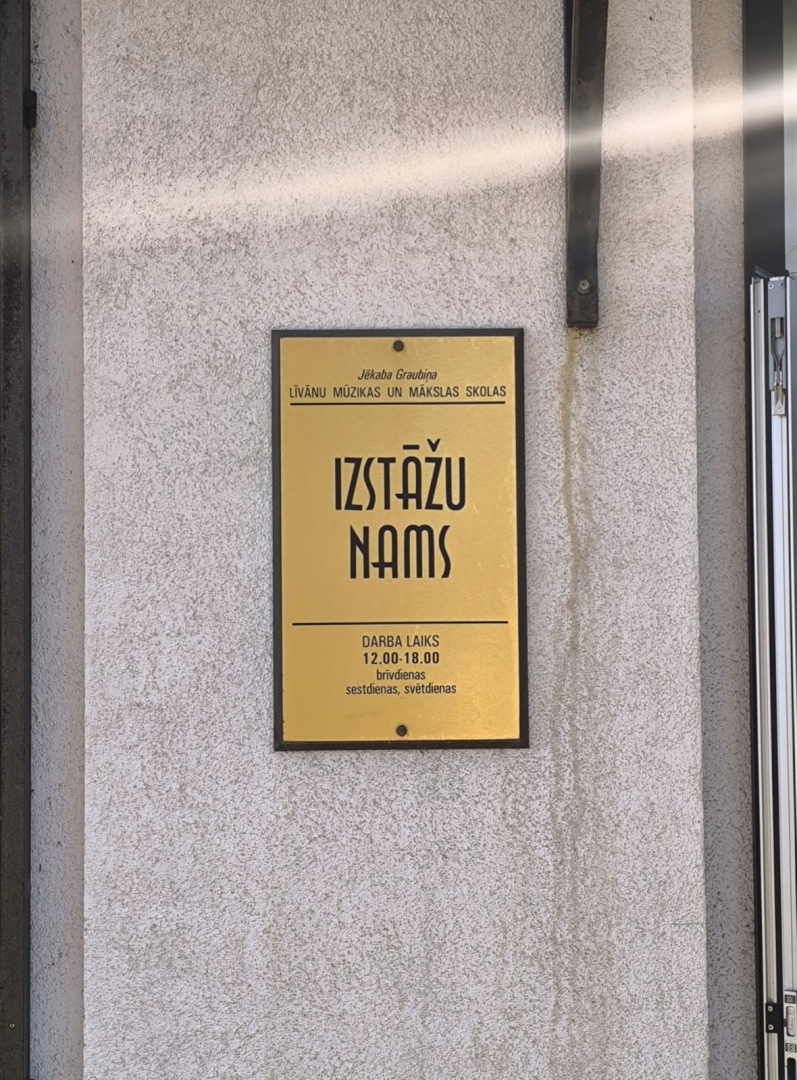 Jēkaba Graubiņa
LĪVĀNU MŪZIKAS UN MĀKSLAS SKOLAS
IZSTĀŽU
NAMS
DARBA LAIKS
12.00-18.00
brīvdienas
sestdienas, svētdienas